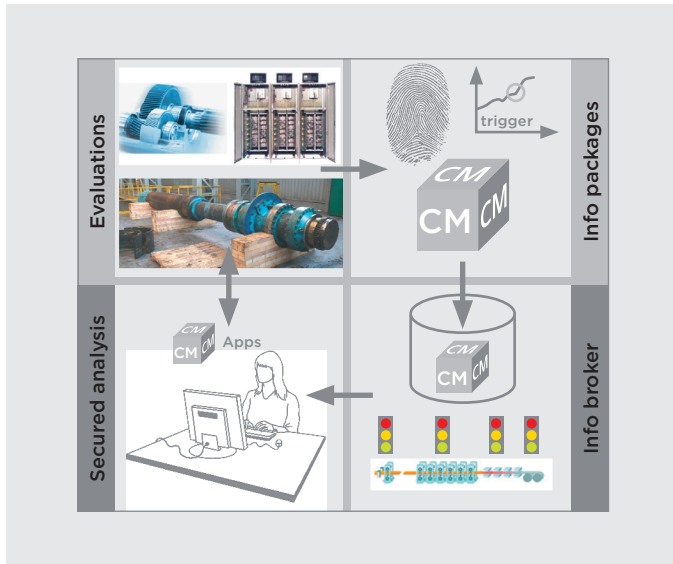 Evaluations
trigger
CM
CM
CM
Info packages
Secured analysis
CM
CM
CM
Apps
CM
CM
CM
Info broker